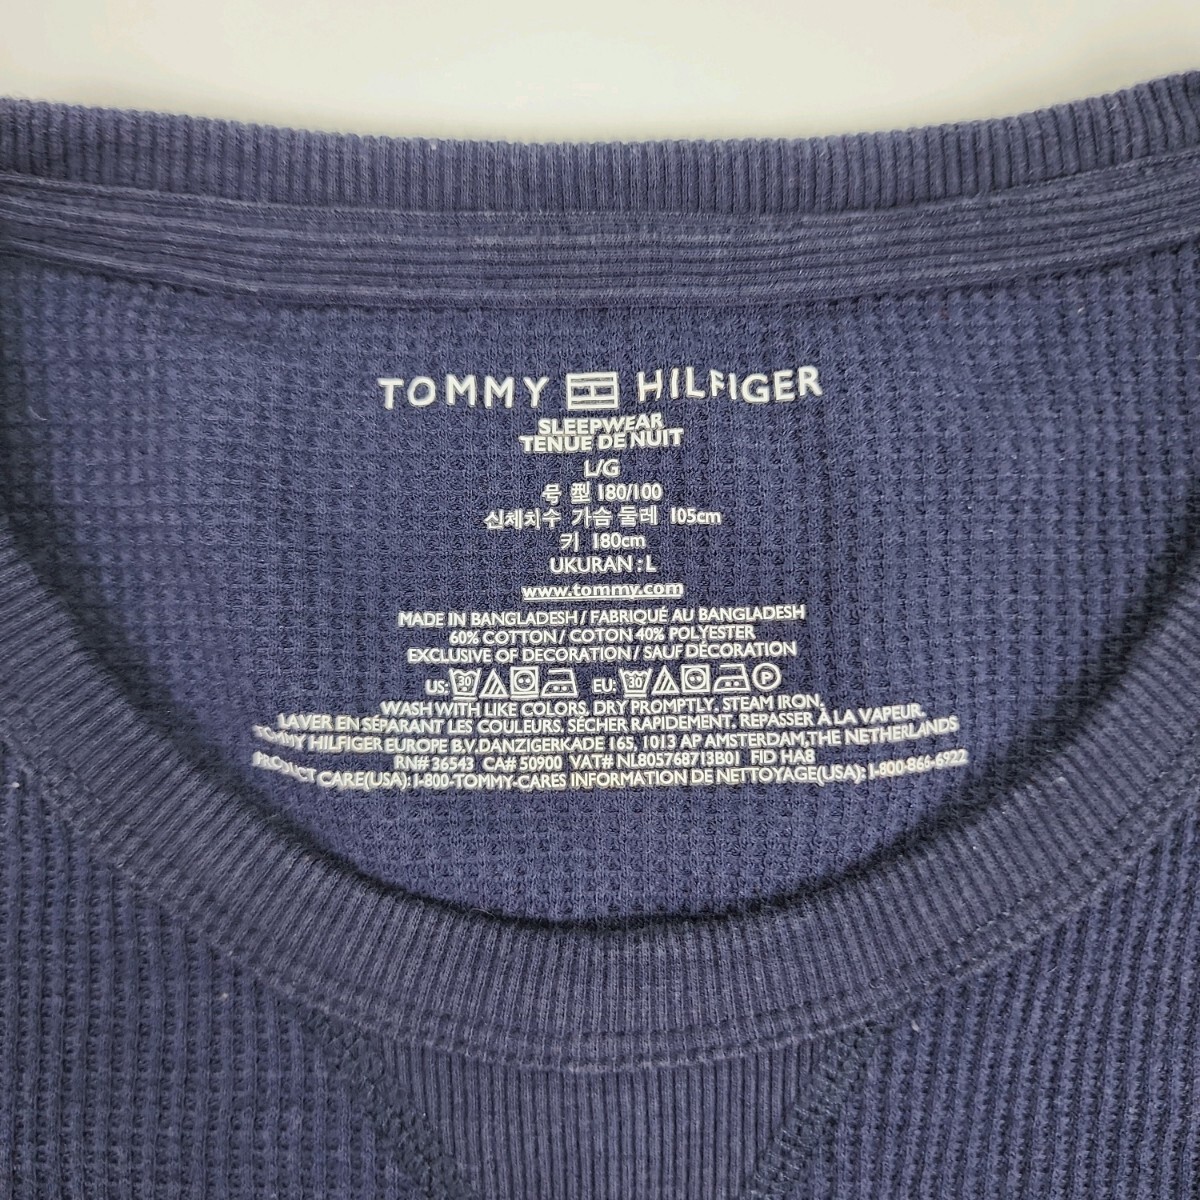 TOMMY HILFIGER
SLEEPWEAR
TENUE DE NUIT
L/G
号 型 180/100
신체치수 가슴 둘레 105cm
키 180cm
UKURAN : L
www.tommy.com
MADE IN BANGLADESH / FABRIQUÉ AU BANGLADESH
60% COTTON / COTON 40% POLYESTER
EXCLUSIVE OF DECORATION / SAUF DÉCORATION
US: 30 EU: 30 P
WASH WITH LIKE COLORS. DRY PROMPTLY. STEAM IRON.
LAVER EN SÉPARANT LES COULEURS. SÉCHER RAPIDEMENT. REPASSER À LA VAPEUR.
TOMMY HILFIGER EUROPE B.V. DANZIGERKADE 165, 1013 AP AMSTERDAM, THE NETHERLANDS
RN# 36543 CA# 50900 VAT# NL805768713B01 FID HA8
PRODUCT CARE(USA): 1-800-TOMMY-CARES INFORMATION DE NETTOYAGE(USA): 1-800-866-6922